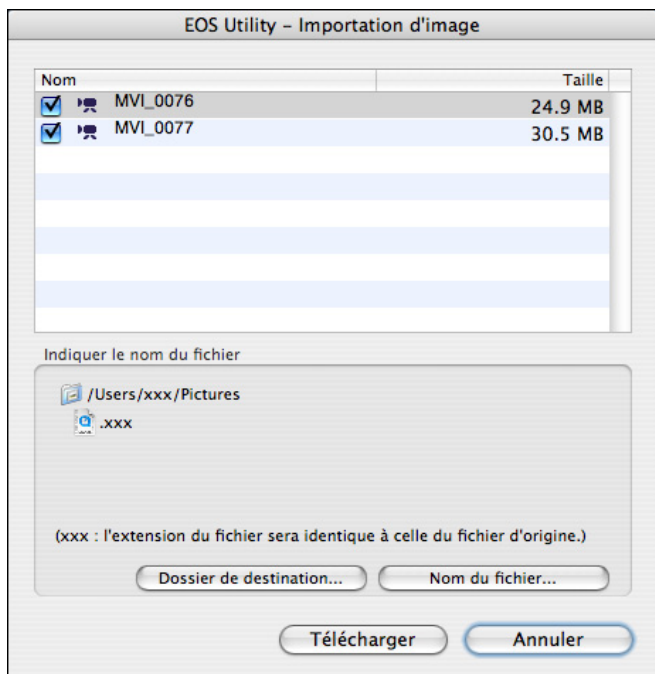 EOS Utility – Importation d'image
Nom Taille
MVI_0076 24.9 MB
MVI_0077 30.5 MB
Indiquer le nom du fichier
/Users/xxx/Pictures
.xxx
(xxx : l'extension du fichier sera identique à celle du fichier d'origine.)
Dossier de destination... Nom du fichier...
Télécharger Annuler